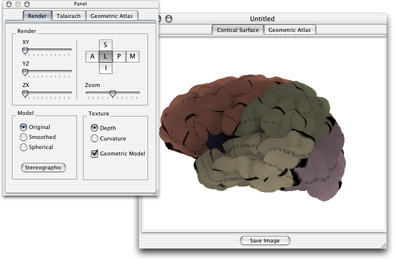 Panel
Render Talairach Geometric Atlas
Render
XY
YZ
ZX
S
A L P M
I
Zoom
Model
Original
Smoothed
Spherical
Stereographic
Texture
Depth
Curvature
Geometric Model
Untitled
Cortical Surface Geometric Atlas
Save Image